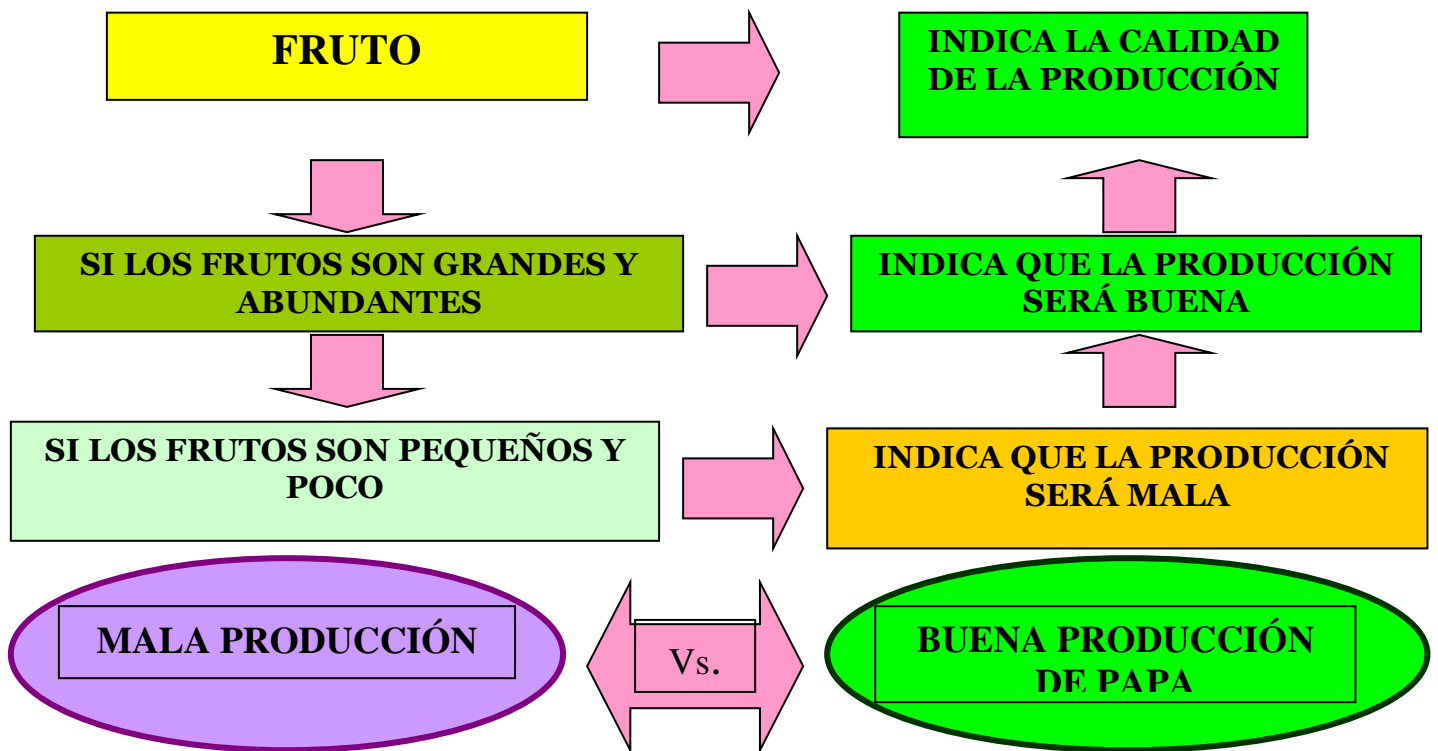 FRUTO
INDICA LA CALIDAD
DE LA PRODUCCIÓN
SI LOS FRUTOS SON GRANDES Y
ABUNDANTES
INDICA QUE LA PRODUCCIÓN
SERÁ BUENA
SI LOS FRUTOS SON PEQUEÑOS Y
POCO
INDICA QUE LA PRODUCCIÓN
SERÁ MALA
MALA PRODUCCIÓN
Vs.
BUENA PRODUCCIÓN
DE PAPA